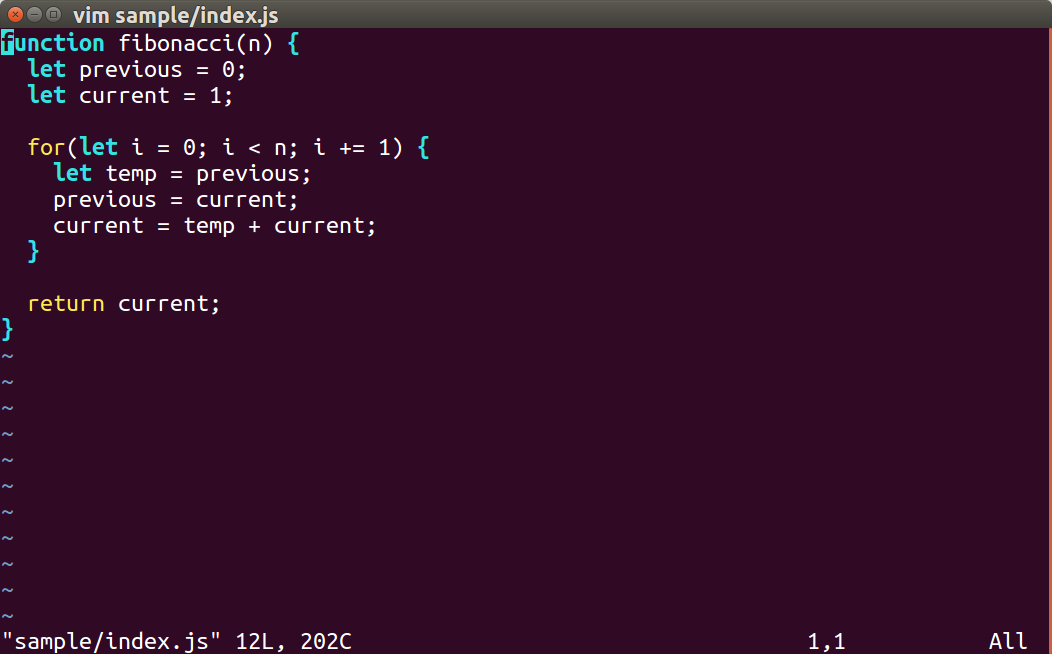 vim sample/index.js
function fibonacci(n) {
  let previous = 0;
  let current = 1;

  for(let i = 0; i < n; i += 1) {
    let temp = previous;
    previous = current;
    current = temp + current;
  }

  return current;
}
~
~
~
~
~
~
~
~
~
~
~
"sample/index.js" 12L, 202C 1,1 All